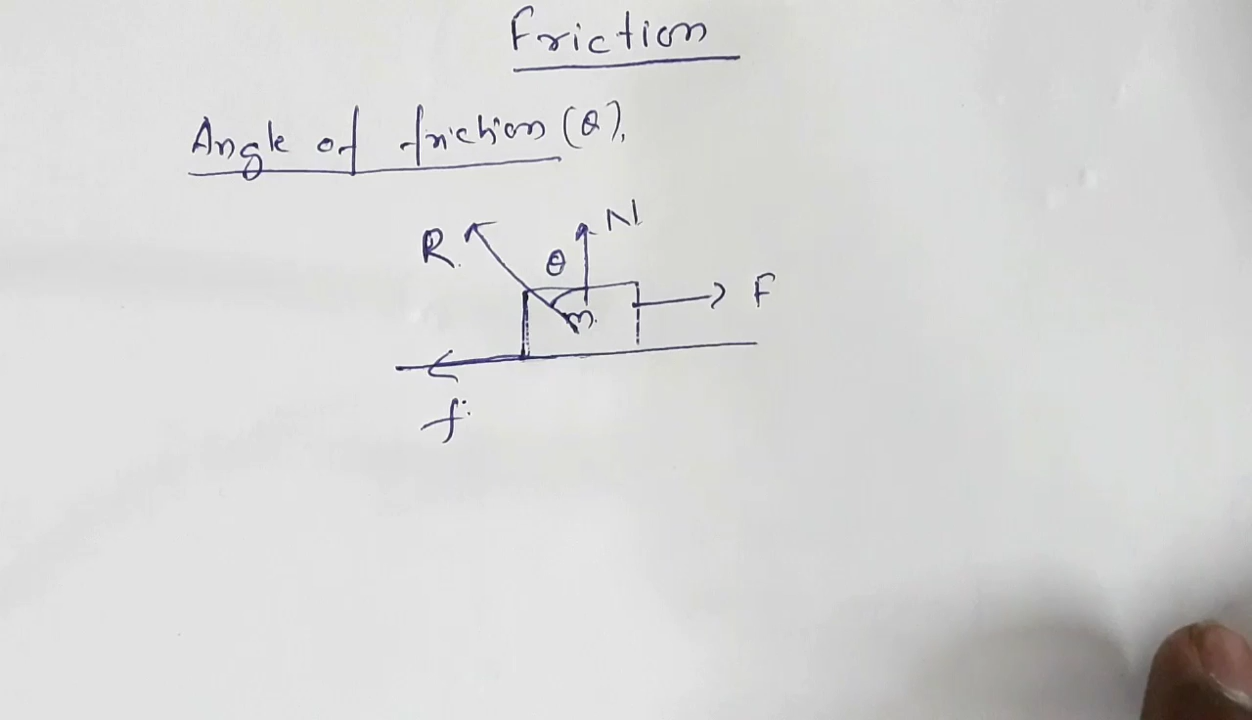 Friction
Angle of friction (θ),
R. θ N
m. F
f